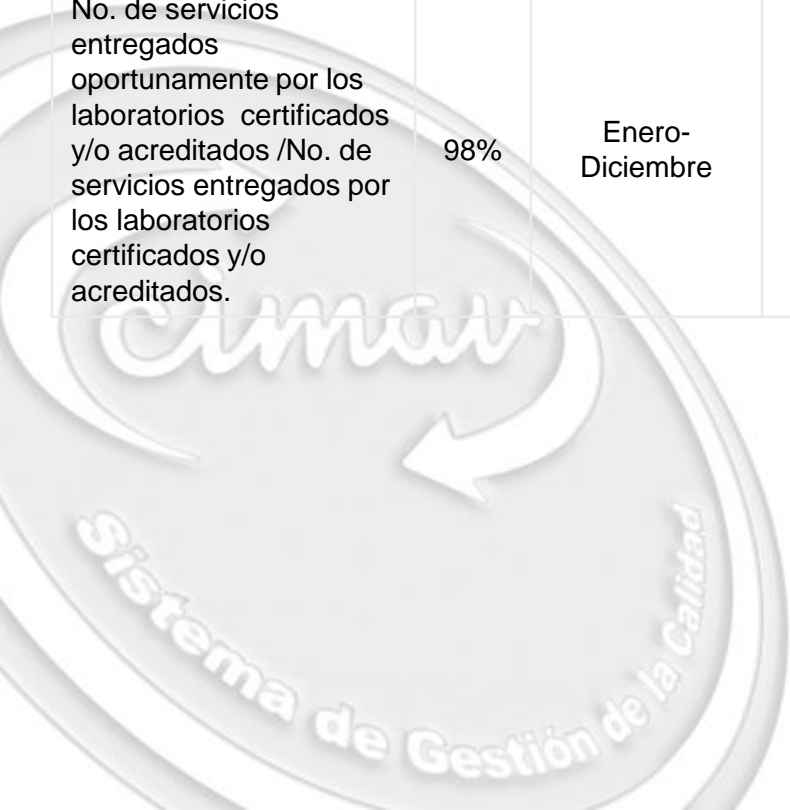 No. de servicios
entregados
oportunamente por los
laboratorios certificados
y/o acreditados /No. de
servicios entregados por
los laboratorios
certificados y/o
acreditados.
98%
Enero-
Diciembre
cimav
Sistema de Gestión de la Calidad